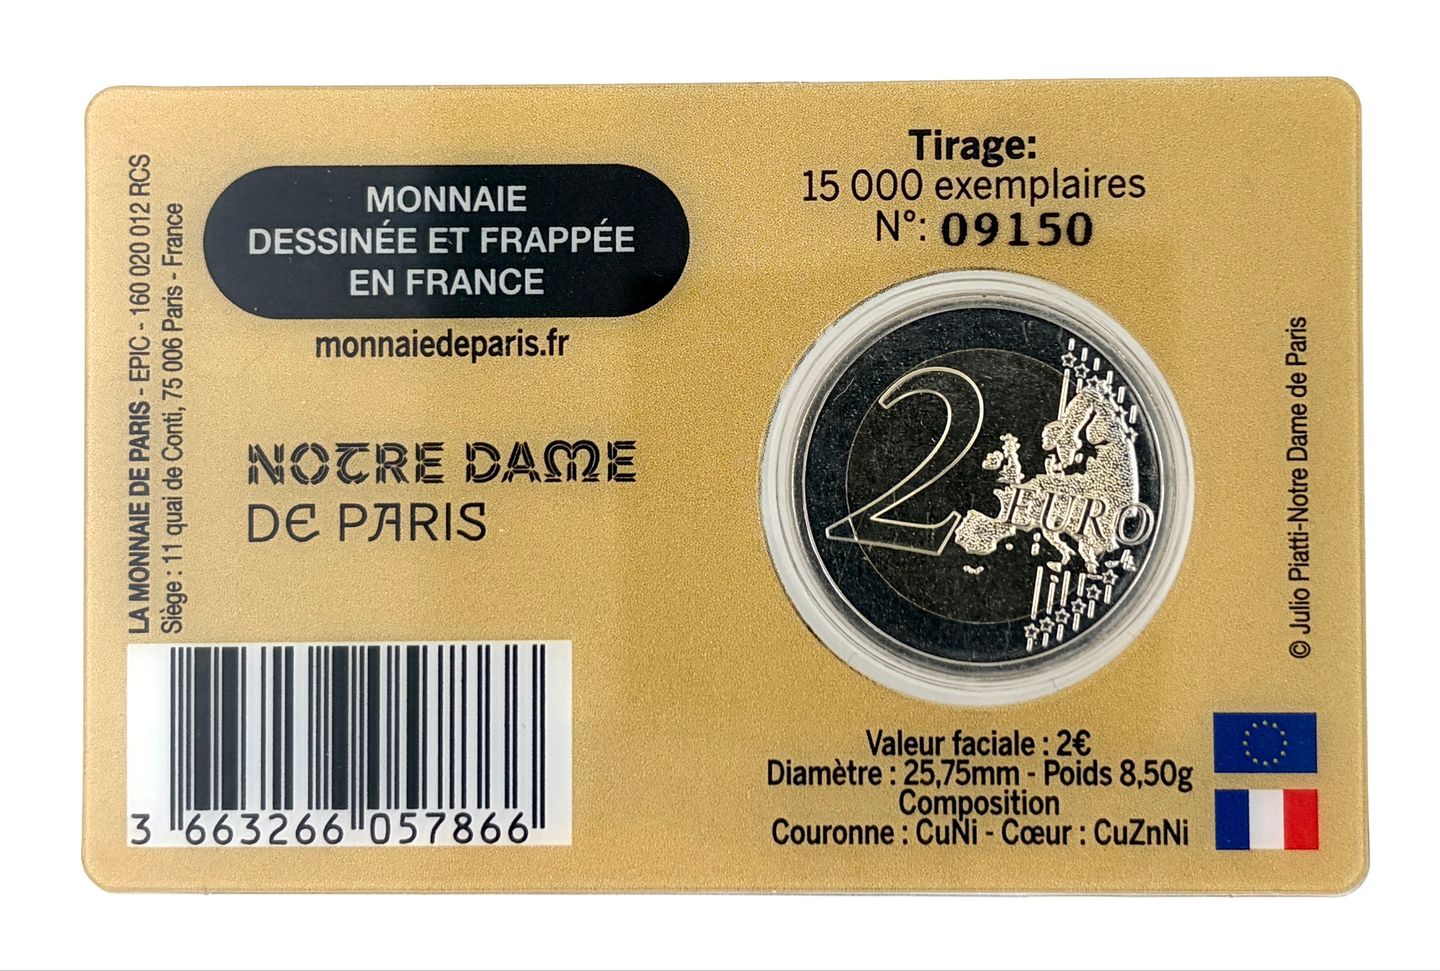 LA MONNAIE DE PARIS - EPIC - 160 020 012 RCS
Siège : 11 quai de Conti, 75 006 Paris - France
MONNAIE
DESSINÉE ET FRAPPÉE
EN FRANCE
monnaiedeparis.fr
NOTRE DAME
DE PARIS
3 663266 057866
Tirage:
15 000 exemplaires
N°: 09150
2 EURO
© Julio Piatti-Notre Dame de Paris
Valeur faciale : 2€
Diamètre : 25,75mm - Poids 8,50g
Composition
Couronne : CuNi - Cœur : CuZnNi